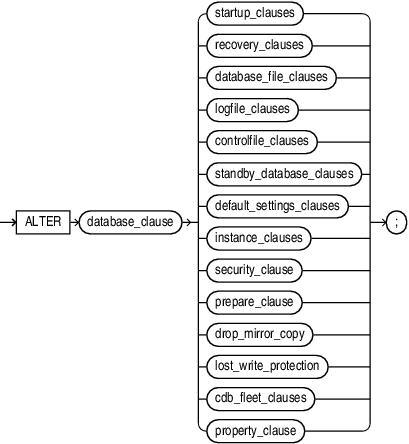 startup_clauses
recovery_clauses
database_file_clauses
logfile_clauses
controlfile_clauses
standby_database_clauses
default_settings_clauses
ALTER database_clause ;
instance_clauses
security_clause
prepare_clause
drop_mirror_copy
lost_write_protection
cdb_fleet_clauses
property_clause